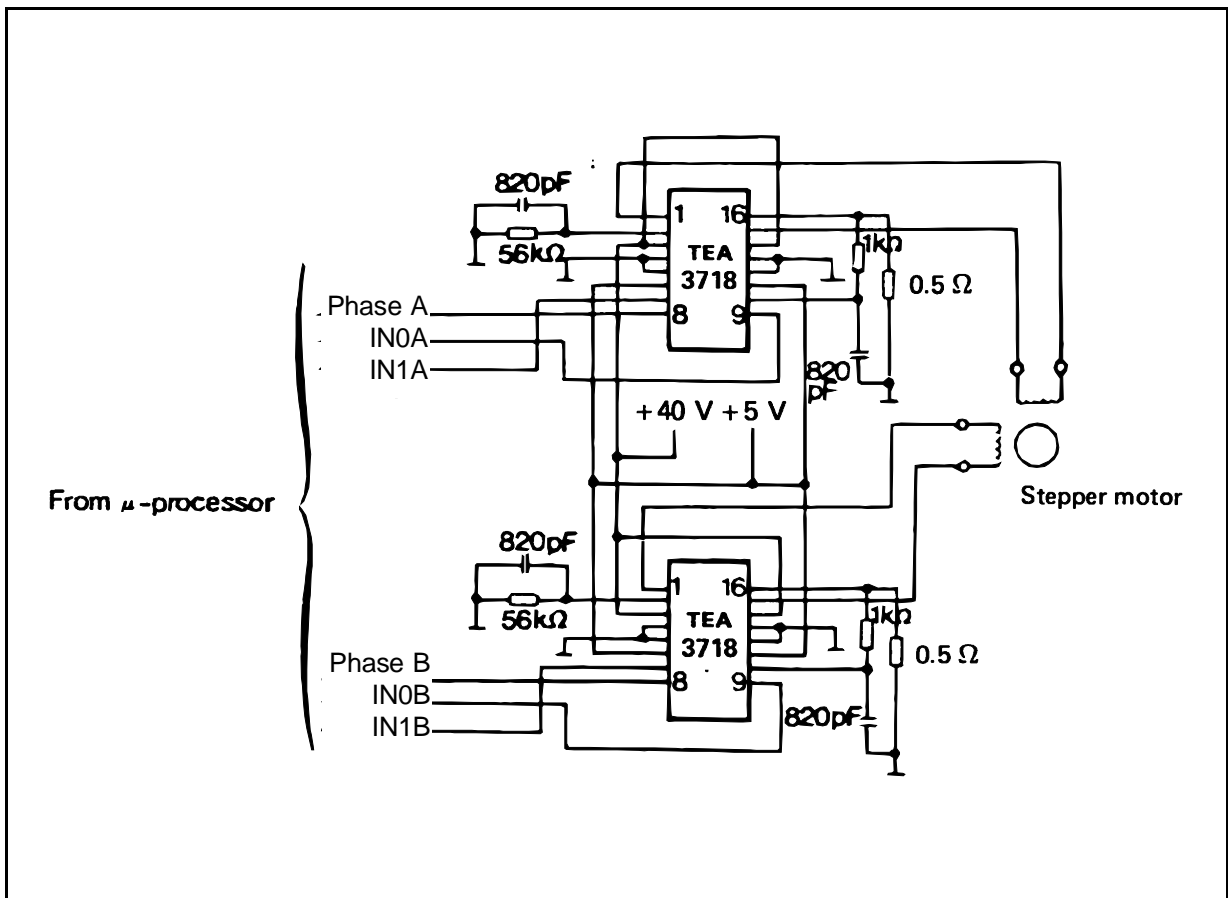 820pF
56kΩ
1 16
TEA
3718
8 9
1kΩ
0.5 Ω
820
pF
Phase A
IN0A
IN1A
+40 V +5 V
From μ-processor
Stepper motor
820pF
56kΩ
1 16
TEA
3718
8 9
1kΩ
0.5 Ω
820pF
Phase B
IN0B
IN1B